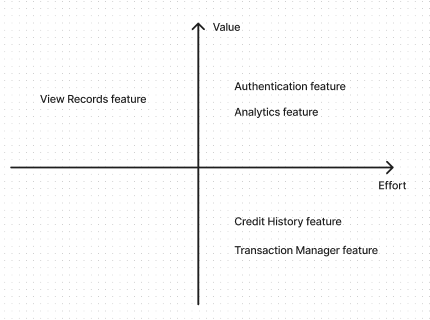 Value
Authentication feature
View Records feature
Analytics feature
Effort
Credit History feature
Transaction Manager feature